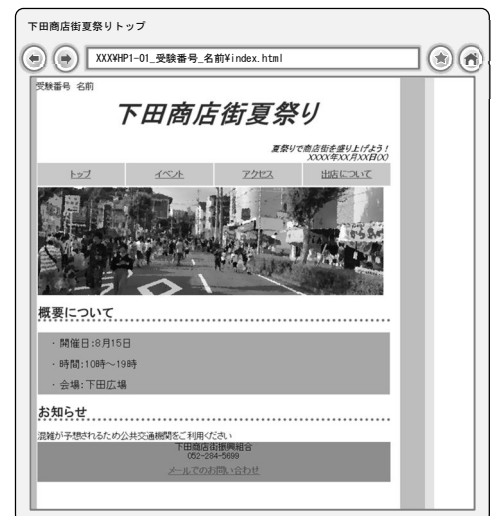 下田商店街夏祭りトップ
XXX¥HP1-01_受験番号_名前¥index.html
受験番号 名前
下田商店街夏祭り
夏祭りで商店街を盛り上げよう！
XXXX年XX月XX日(X)
トップ イベント アクセス 出店について
概要について
・開催日:8月15日
・時間:10時～19時
・会場:下田広場
お知らせ
混雑が予想されるため公共交通機関をご利用ください
下田商店街振興組合
052-284-5699
メールでのお問い合わせ